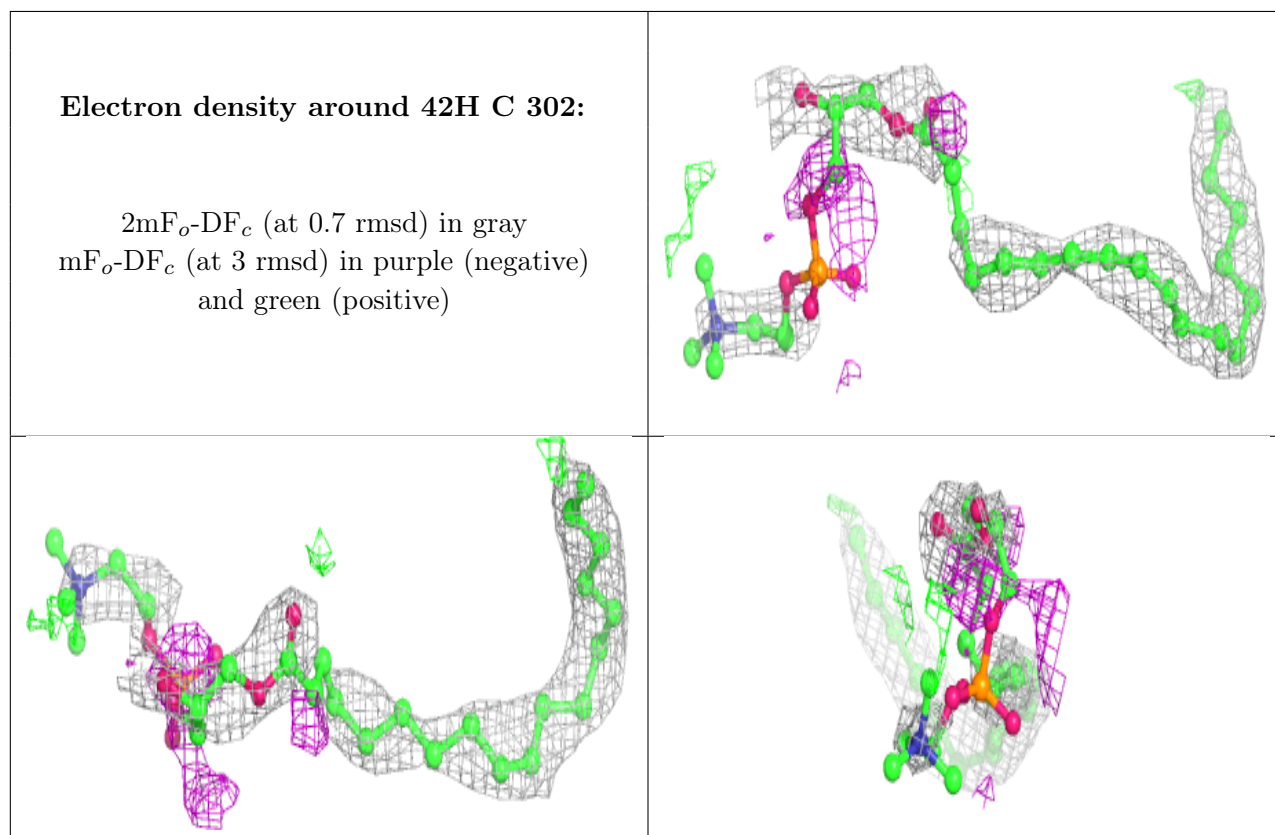 Electron density around 42H C 302:
2mFo-DFc (at 0.7 rmsd) in gray
mFo-DFc (at 3 rmsd) in purple (negative)
and green (positive)